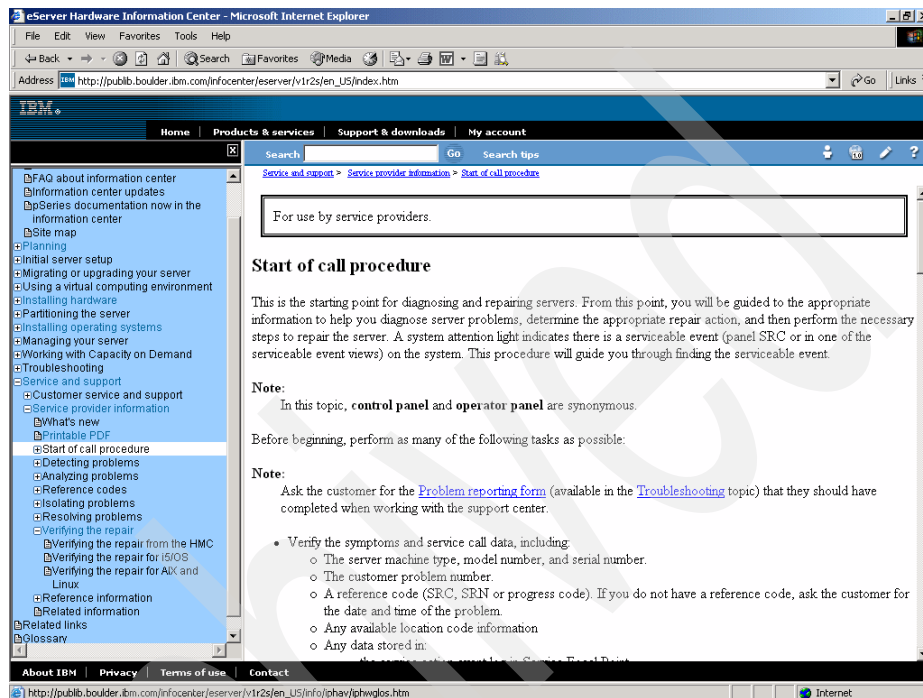 eServer Hardware Information Center - Microsoft Internet Explorer
File Edit View Favorites Tools Help
Back Search Favorites Media
Address http://publib.boulder.ibm.com/infocenter/eserver/v1r2s/en_US/index.htm Go Links
IBM
Home | Products & services | Support & downloads | My account
Search Go Search tips
FAQ about information center
Information center updates
pSeries documentation now in the
information center
Site map
Planning
Initial server setup
Migrating or upgrading your server
Using a virtual computing environment
Installing hardware
Partitioning the server
Installing operating systems
Managing your server
Working with Capacity on Demand
Troubleshooting
Service and support
Customer service and support
Service provider information
What's new
Printable PDF
Start of call procedure
Detecting problems
Analyzing problems
Reference codes
Isolating problems
Resolving problems
Verifying the repair
Verifying the repair from the HMC
Verifying the repair for i5/OS
Verifying the repair for AIX and
Linux
Reference information
Related information
Related links
Glossary
Service and support > Service provider information > Start of call procedure
For use by service providers.
Start of call procedure
This is the starting point for diagnosing and repairing servers. From this point, you will be guided to the appropriate
information to help you diagnose server problems, determine the appropriate repair action, and then perform the necessary
steps to repair the server. A system attention light indicates there is a serviceable event (panel SRC or in one of the
serviceable event views) on the system. This procedure will guide you through finding the serviceable event.
Note:
In this topic, control panel and operator panel are synonymous.
Before beginning, perform as many of the following tasks as possible:
Note:
Ask the customer for the Problem reporting form (available in the Troubleshooting topic) that they should have
completed when working with the support center.
• Verify the symptoms and service call data, including:
o The server machine type, model number, and serial number.
o The customer problem number.
o A reference code (SRC, SRN or progress code). If you do not have a reference code, ask the customer for
the date and time of the problem.
o Any available location code information
o Any data stored in:
About IBM | Privacy | Terms of use | Contact
http://publib.boulder.ibm.com/infocenter/eserver/v1r2s/en_US/info/iphav/iphwglos.htm Internet